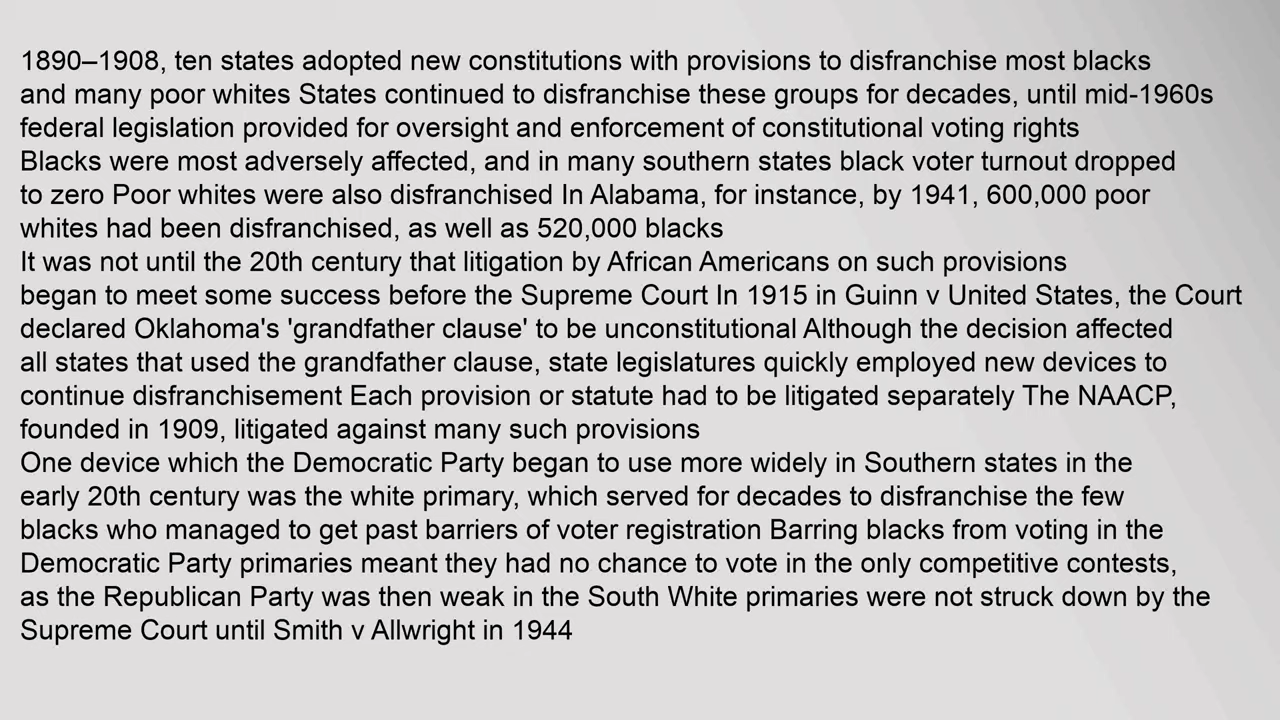 1890–1908, ten states adopted new constitutions with provisions to disfranchise most blacks
and many poor whites States continued to disfranchise these groups for decades, until mid-1960s
federal legislation provided for oversight and enforcement of constitutional voting rights
Blacks were most adversely affected, and in many southern states black voter turnout dropped
to zero Poor whites were also disfranchised In Alabama, for instance, by 1941, 600,000 poor
whites had been disfranchised, as well as 520,000 blacks
It was not until the 20th century that litigation by African Americans on such provisions
began to meet some success before the Supreme Court In 1915 in Guinn v United States, the Court
declared Oklahoma's 'grandfather clause' to be unconstitutional Although the decision affected
all states that used the grandfather clause, state legislatures quickly employed new devices to
continue disfranchisement Each provision or statute had to be litigated separately The NAACP,
founded in 1909, litigated against many such provisions
One device which the Democratic Party began to use more widely in Southern states in the
early 20th century was the white primary, which served for decades to disfranchise the few
blacks who managed to get past barriers of voter registration Barring blacks from voting in the
Democratic Party primaries meant they had no chance to vote in the only competitive contests,
as the Republican Party was then weak in the South White primaries were not struck down by the
Supreme Court until Smith v Allwright in 1944